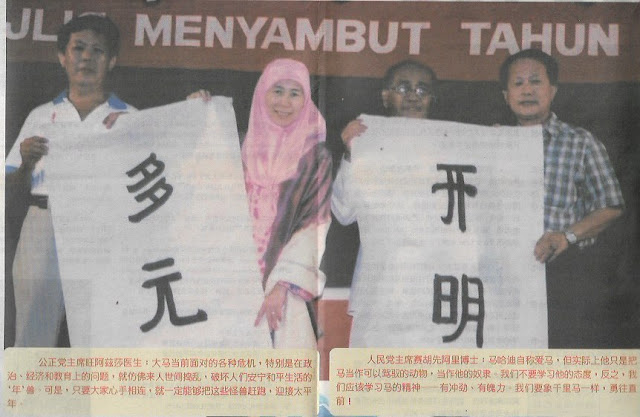 MENYAMBUT TAHUN
多元
开明
公正党主席旺阿兹莎医生：大马当前面对的各种危机，特别是在政
治、经济和教育上的问题，就仿佛来人世间捣乱，破坏人们安宁和平生活的
‘年’兽。可是，只要大家心手相连，就一定能够把这些怪兽赶跑，迎接太平
年。
人民党主席赛胡先阿里博士：马哈迪自称爱马，但实际上他只是把
马当作可以驾驭的动物，当作他的奴隶。我们不要学习他的态度，反之，我
们应该学习马的精神——有冲劲、有魄力。我们要象千里马一样，勇往直
前！